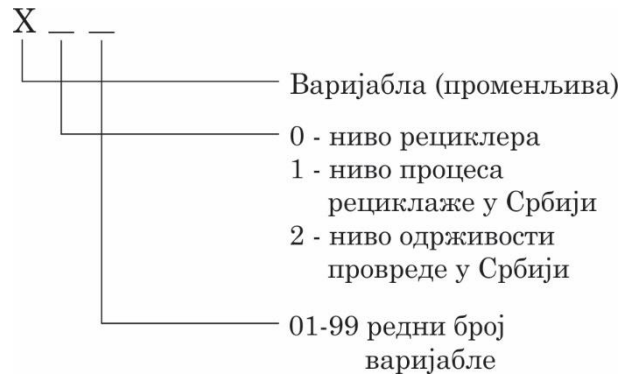 X _ _
Варијабла (променљива)
0 - ниво рециклера
1 - ниво процеса
рециклаже у Србији
2 - ниво одрживости
провреде у Србији
01-99 редни број
варијабле